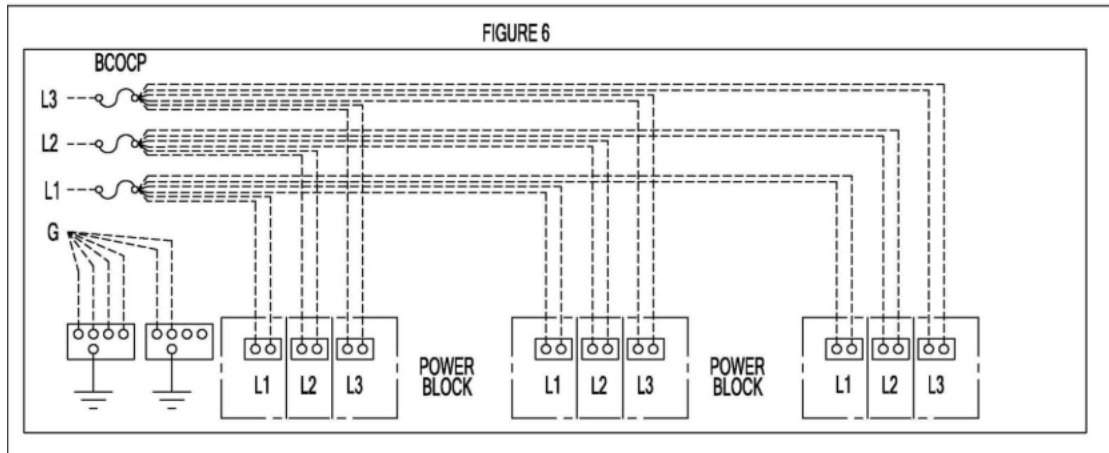 FIGURE 6
BCOCP
L3
L2
L1
G
L1 L2 L3
POWER
BLOCK
L1 L2 L3
POWER
BLOCK
L1 L2 L3